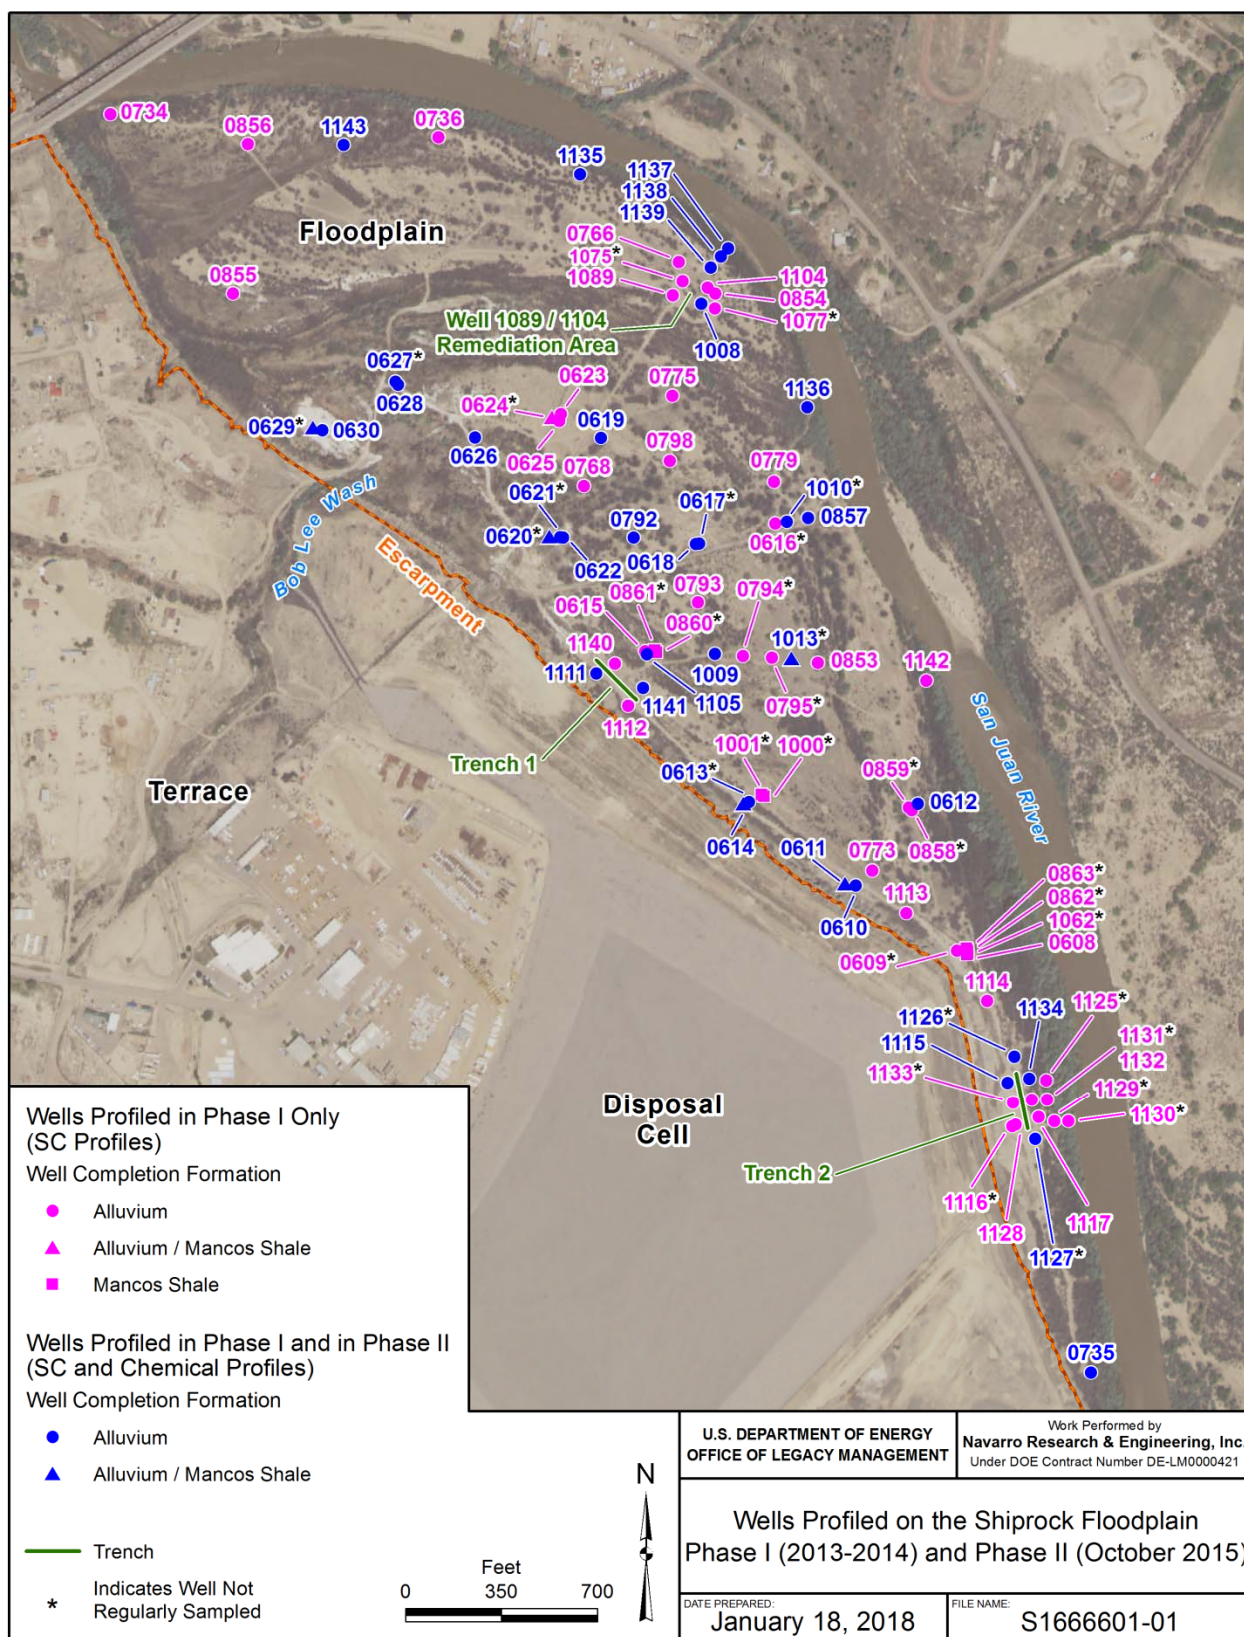 0734
0856
1143
0736
1135
1137
1138
1139
Floodplain
0766
1075*
1089
1104
0854
1077*
0855
Well 1089 / 1104
Remediation Area
1008
0627*
0628
0623
0624*
0775
1136
0629*
0630
0619
0626
0625
0798
0768
0779
Bob Lee Wash
0621*
0617*
1010*
0857
0620*
0792
0616*
0622
0618
Escarpment
0861*
0793
0794*
0615
0860*
1140
1013*
1111
1009
0853
1142
1141
1105
0795*
1112
San Juan River
Trench 1
1001*
1000*
Terrace
0613*
0859*
0612
0614
0611
0773
0858*
0863*
1113
0862*
0610
1062*
0609*
0608
1114
1125*
1126*
1134
1115
1131*
1133*
1132
1129*
Disposal
Cell
1130*
Trench 2
1116*
1128
1117
1127*
0735
Wells Profiled in Phase I Only
(SC Profiles)
Well Completion Formation
Alluvium
Alluvium / Mancos Shale
Mancos Shale
Wells Profiled in Phase I and in Phase II
(SC and Chemical Profiles)
Well Completion Formation
Alluvium
Alluvium / Mancos Shale
Trench
* Indicates Well Not
Regularly Sampled
Feet
0 350 700
N
U.S. DEPARTMENT OF ENERGY
OFFICE OF LEGACY MANAGEMENT
Work Performed by
Navarro Research & Engineering, Inc.
Under DOE Contract Number DE-LM0000421
Wells Profiled on the Shiprock Floodplain
Phase I (2013-2014) and Phase II (October 2015)
DATE PREPARED:
January 18, 2018
FILE NAME:
S1666601-01